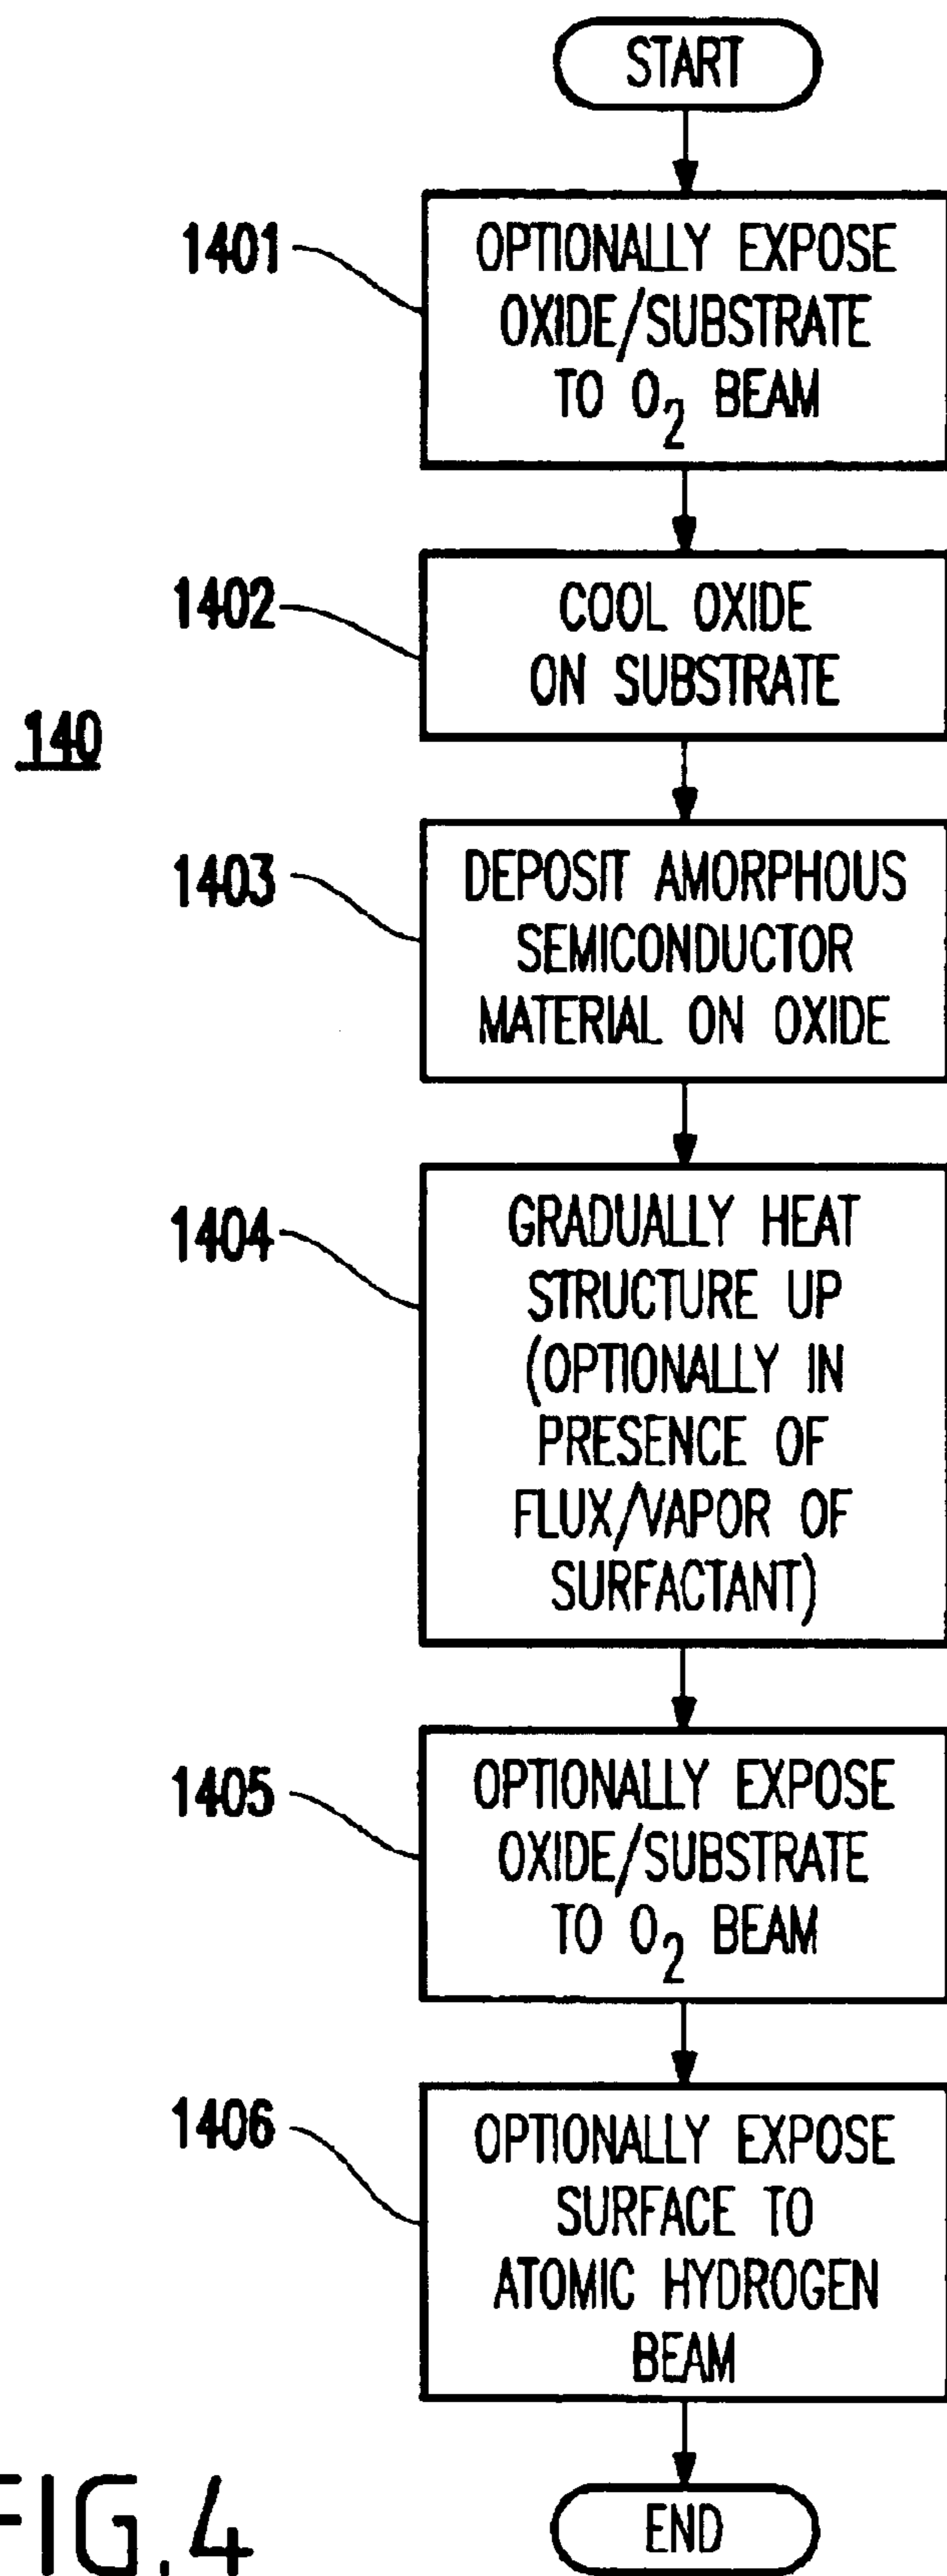 START
1401
OPTIONALLY EXPOSE
OXIDE/SUBSTRATE
TO O2 BEAM
1402
COOL OXIDE
ON SUBSTRATE
140
1403
DEPOSIT AMORPHOUS
SEMICONDUCTOR
MATERIAL ON OXIDE
1404
GRADUALLY HEAT
STRUCTURE UP
(OPTIONALLY IN
PRESENCE OF
FLUX/VAPOR OF
SURFACTANT)
1405
OPTIONALLY EXPOSE
OXIDE/SUBSTRATE
TO O2 BEAM
1406
OPTIONALLY EXPOSE
SURFACE TO
ATOMIC HYDROGEN
BEAM
END
FIG.4